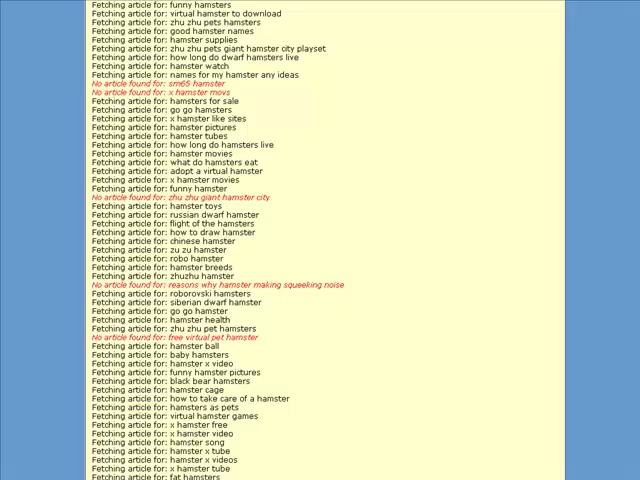 Fetching article for: funny hamsters
Fetching article for: virtual hamster to download
Fetching article for: zhu zhu pets hamsters
Fetching article for: good hamster names
Fetching article for: hamster supplies
Fetching article for: zhu zhu pets giant hamster city playset
Fetching article for: how long do dwarf hamsters live
Fetching article for: hamster watch
Fetching article for: names for my hamster any ideas
No article found for: sm65 hamster
No article found for: x hamster movs
Fetching article for: hamsters for sale
Fetching article for: go go hamsters
Fetching article for: x hamster like sites
Fetching article for: hamster pictures
Fetching article for: hamster tubes
Fetching article for: how long do hamsters live
Fetching article for: hamster movies
Fetching article for: what do hamsters eat
Fetching article for: adopt a virtual hamster
Fetching article for: x hamster movies
Fetching article for: funny hamster
No article found for: zhu zhu giant hamster city
Fetching article for: hamster toys
Fetching article for: russian dwarf hamster
Fetching article for: flight of the hamsters
Fetching article for: how to draw hamster
Fetching article for: chinese hamster
Fetching article for: zu zu hamster
Fetching article for: robo hamster
Fetching article for: hamster breeds
Fetching article for: zhuzhu hamster
No article found for: reasons why hamster making squeeking noise
Fetching article for: roborovski hamsters
Fetching article for: siberian dwarf hamster
Fetching article for: go go hamster
Fetching article for: hamster health
Fetching article for: zhu zhu pet hamsters
No article found for: free virtual pet hamster
Fetching article for: hamster ball
Fetching article for: baby hamsters
Fetching article for: hamster x video
Fetching article for: funny hamster pictures
Fetching article for: black bear hamsters
Fetching article for: hamster cage
Fetching article for: how to take care of a hamster
Fetching article for: hamsters as pets
Fetching article for: virtual hamster games
Fetching article for: x hamster free
Fetching article for: x hamster video
Fetching article for: hamster song
Fetching article for: hamster x tube
Fetching article for: hamster x videos
Fetching article for: x hamster tube
Fetching article for: fat hamsters